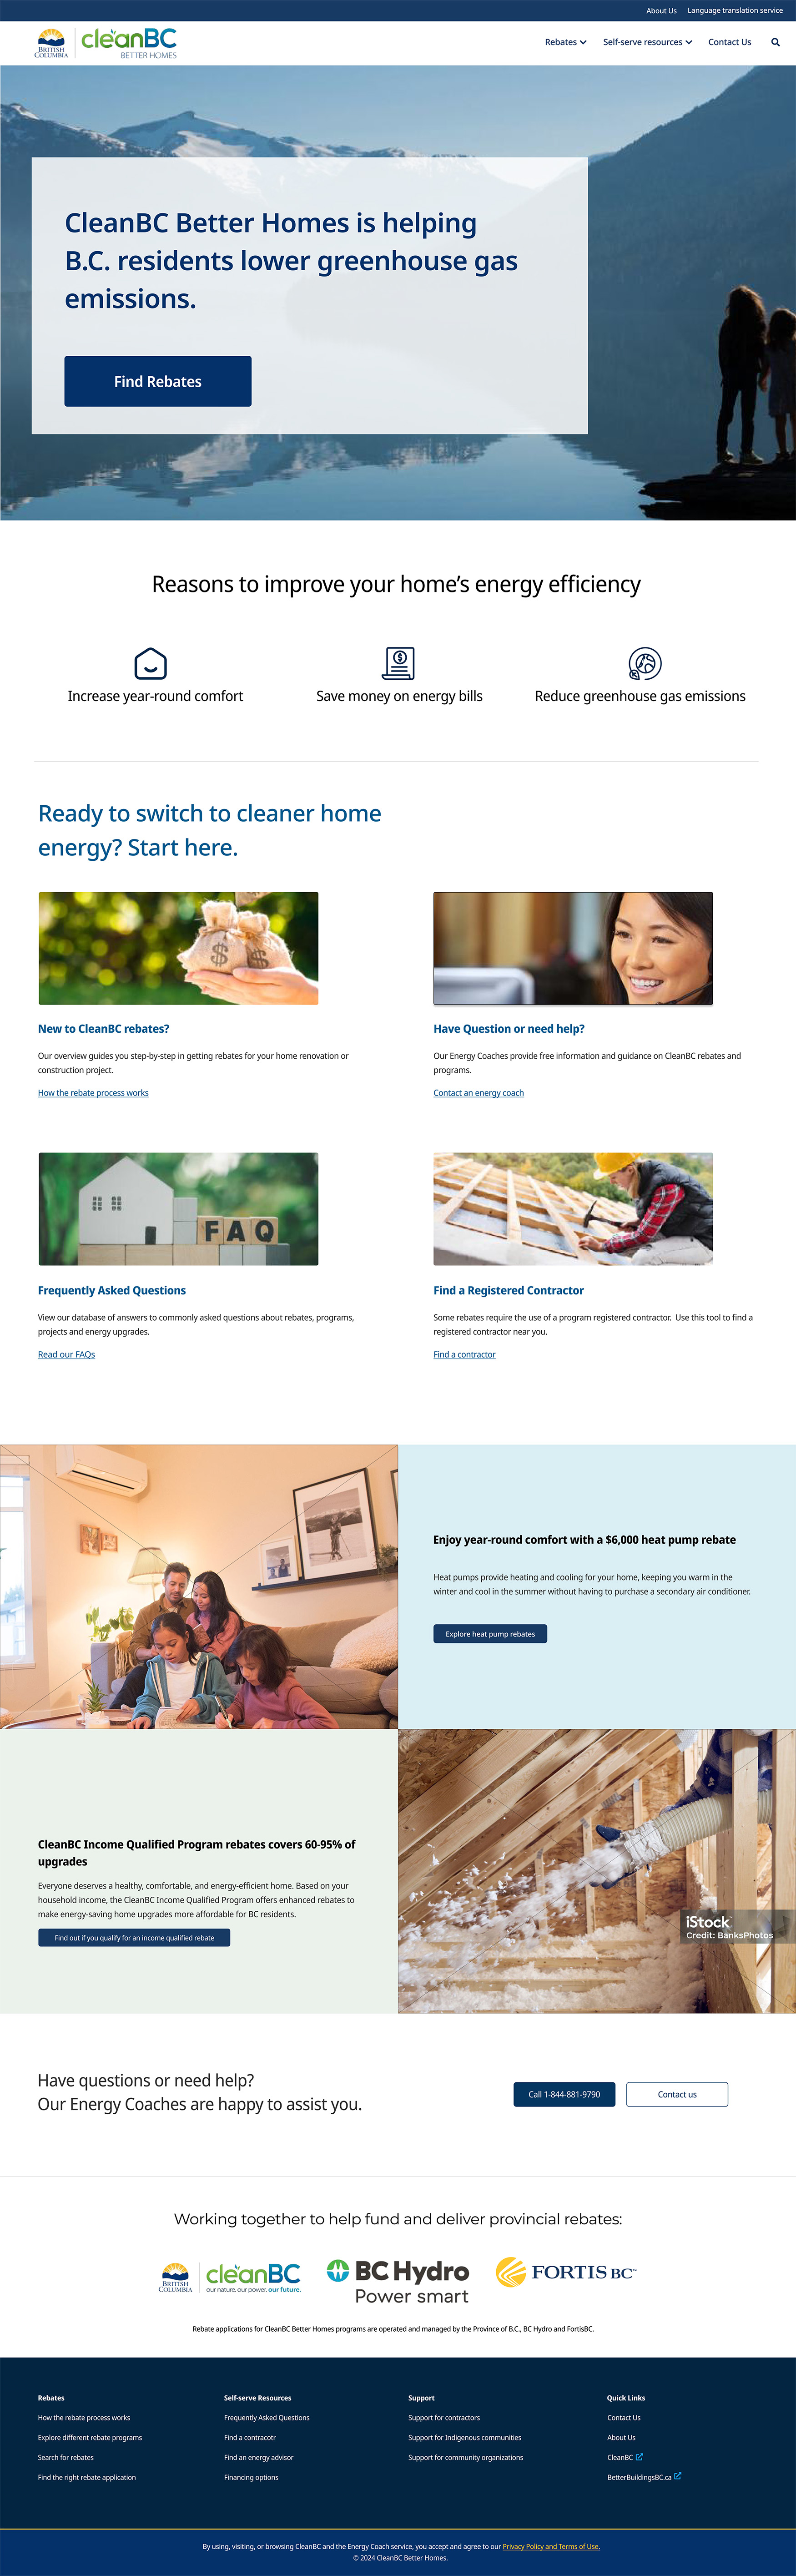 About Us Language translation service
BRITISH COLUMBIA
cleanBC
BETTER HOMES
Rebates Self-serve resources Contact Us
CleanBC Better Homes is helping
B.C. residents lower greenhouse gas
emissions.
Find Rebates
Reasons to improve your home’s energy efficiency
Increase year-round comfort Save money on energy bills Reduce greenhouse gas emissions
Ready to switch to cleaner home
energy? Start here.
$ $
New to CleanBC rebates?
Our overview guides you step-by-step in getting rebates for your home renovation or
construction project.
How the rebate process works
Have Question or need help?
Our Energy Coaches provide free information and guidance on CleanBC rebates and
programs.
Contact an energy coach
FAQ
Frequently Asked Questions
View our database of answers to commonly asked questions about rebates, programs,
projects and energy upgrades.
Read our FAQs
Find a Registered Contractor
Some rebates require the use of a program registered contractor. Use this tool to find a
registered contractor near you.
Find a contractor
Enjoy year-round comfort with a $6,000 heat pump rebate
Heat pumps provide heating and cooling for your home, keeping you warm in the
winter and cool in the summer without having to purchase a secondary air conditioner.
Explore heat pump rebates
CleanBC Income Qualified Program rebates covers 60-95% of
upgrades
Everyone deserves a healthy, comfortable, and energy-efficient home. Based on your
household income, the CleanBC Income Qualified Program offers enhanced rebates to
make energy-saving home upgrades more affordable for BC residents.
Find out if you qualify for an income qualified rebate
iStock
Credit: BanksPhotos
Have questions or need help?
Our Energy Coaches are happy to assist you.
Call 1-844-881-9790 Contact us
Working together to help fund and deliver provincial rebates:
BRITISH COLUMBIA
cleanBC
our nature. our power. our future.
BC Hydro
Power smart
FORTIS BC™
Rebate applications for CleanBC Better Homes programs are operated and managed by the Province of B.C., BC Hydro and FortisBC.
Rebates
How the rebate process works
Explore different rebate programs
Search for rebates
Find the right rebate application
Self-serve Resources
Frequently Asked Questions
Find a contracotr
Find an energy advisor
Financing options
Support
Support for contractors
Support for Indigenous communities
Support for community organizations
Quick Links
Contact Us
About Us
CleanBC
BetterBuildingsBC.ca
By using, visiting, or browsing CleanBC and the Energy Coach service, you accept and agree to our Privacy Policy and Terms of Use.
© 2024 CleanBC Better Homes.